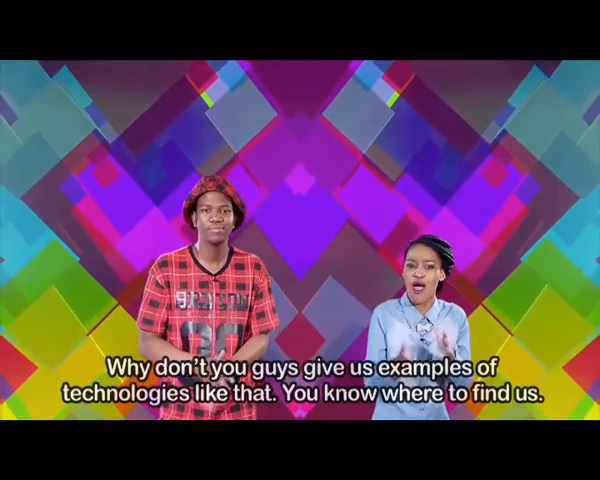 Why don't you guys give us examples of
technologies like that. You know where to find us.